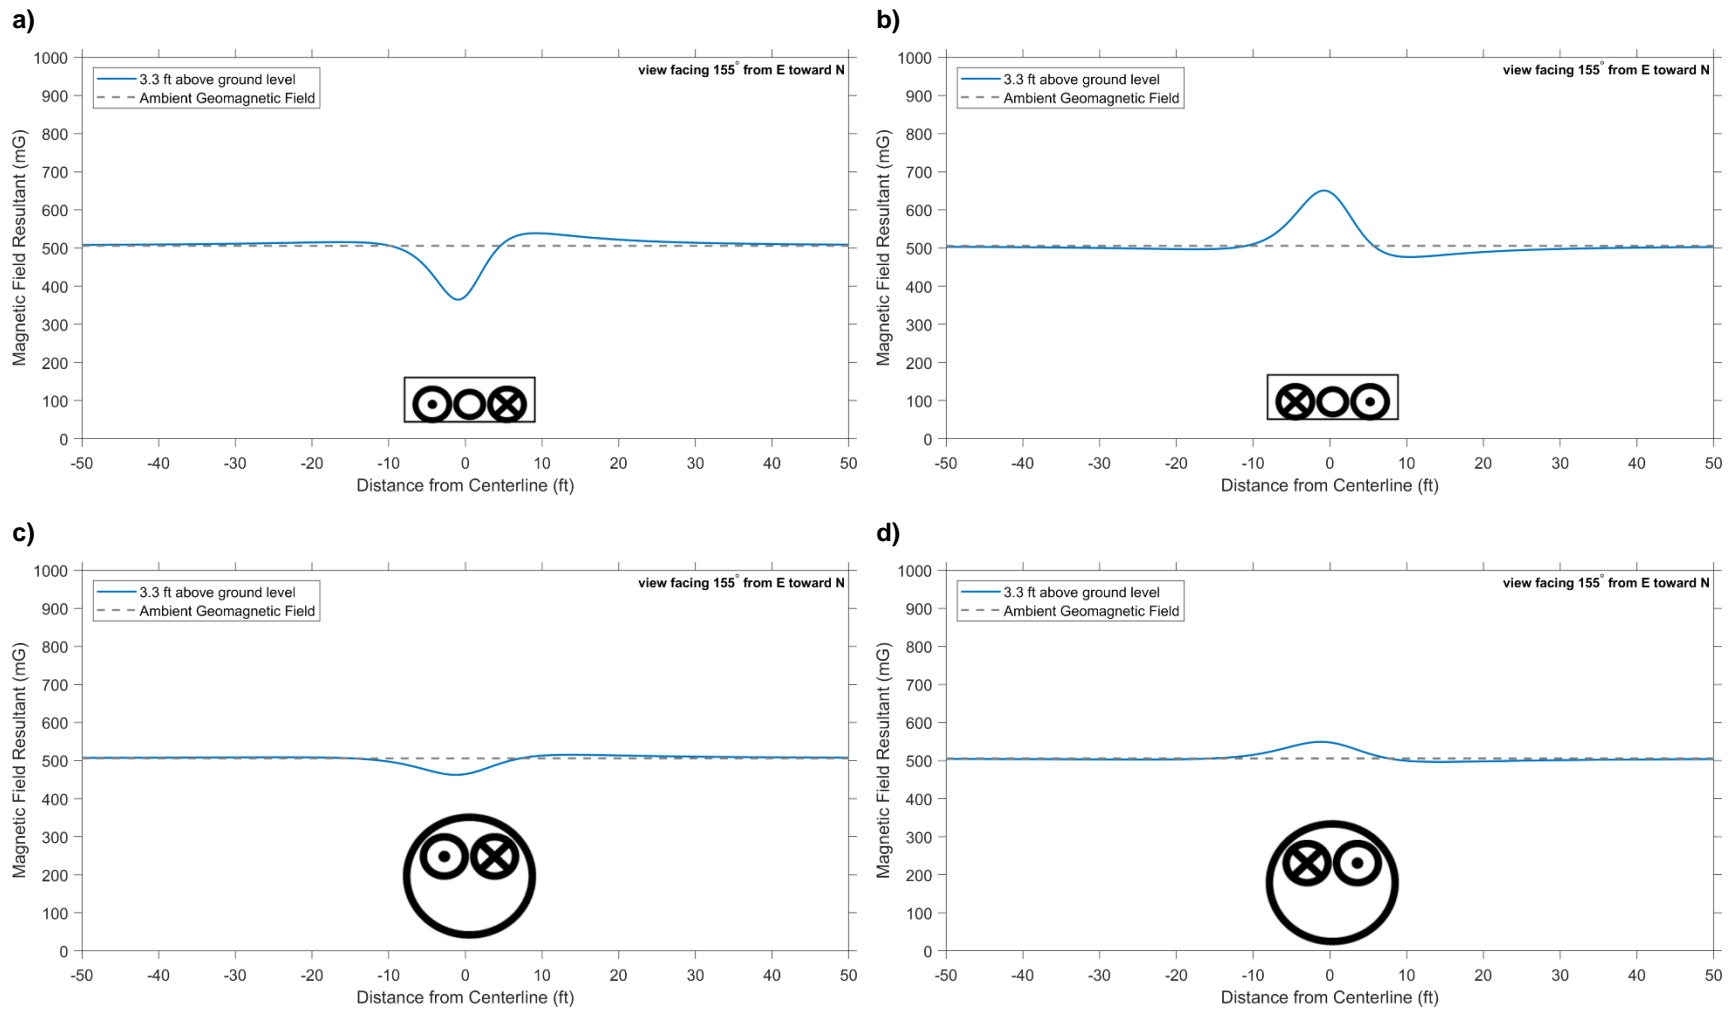 a)
1000
900
800
700
600
500
400
300
200
100
0
Magnetic Field Resultant (mG)
3.3 ft above ground level
Ambient Geomagnetic Field
view facing 155° from E toward N
-50 -40 -30 -20 -10 0 10 20 30 40 50
Distance from Centerline (ft)
b)
1000
900
800
700
600
500
400
300
200
100
0
Magnetic Field Resultant (mG)
3.3 ft above ground level
Ambient Geomagnetic Field
view facing 155° from E toward N
-50 -40 -30 -20 -10 0 10 20 30 40 50
Distance from Centerline (ft)
c)
1000
900
800
700
600
500
400
300
200
100
0
Magnetic Field Resultant (mG)
3.3 ft above ground level
Ambient Geomagnetic Field
view facing 155° from E toward N
-50 -40 -30 -20 -10 0 10 20 30 40 50
Distance from Centerline (ft)
d)
1000
900
800
700
600
500
400
300
200
100
0
Magnetic Field Resultant (mG)
3.3 ft above ground level
Ambient Geomagnetic Field
view facing 155° from E toward N
-50 -40 -30 -20 -10 0 10 20 30 40 50
Distance from Centerline (ft)